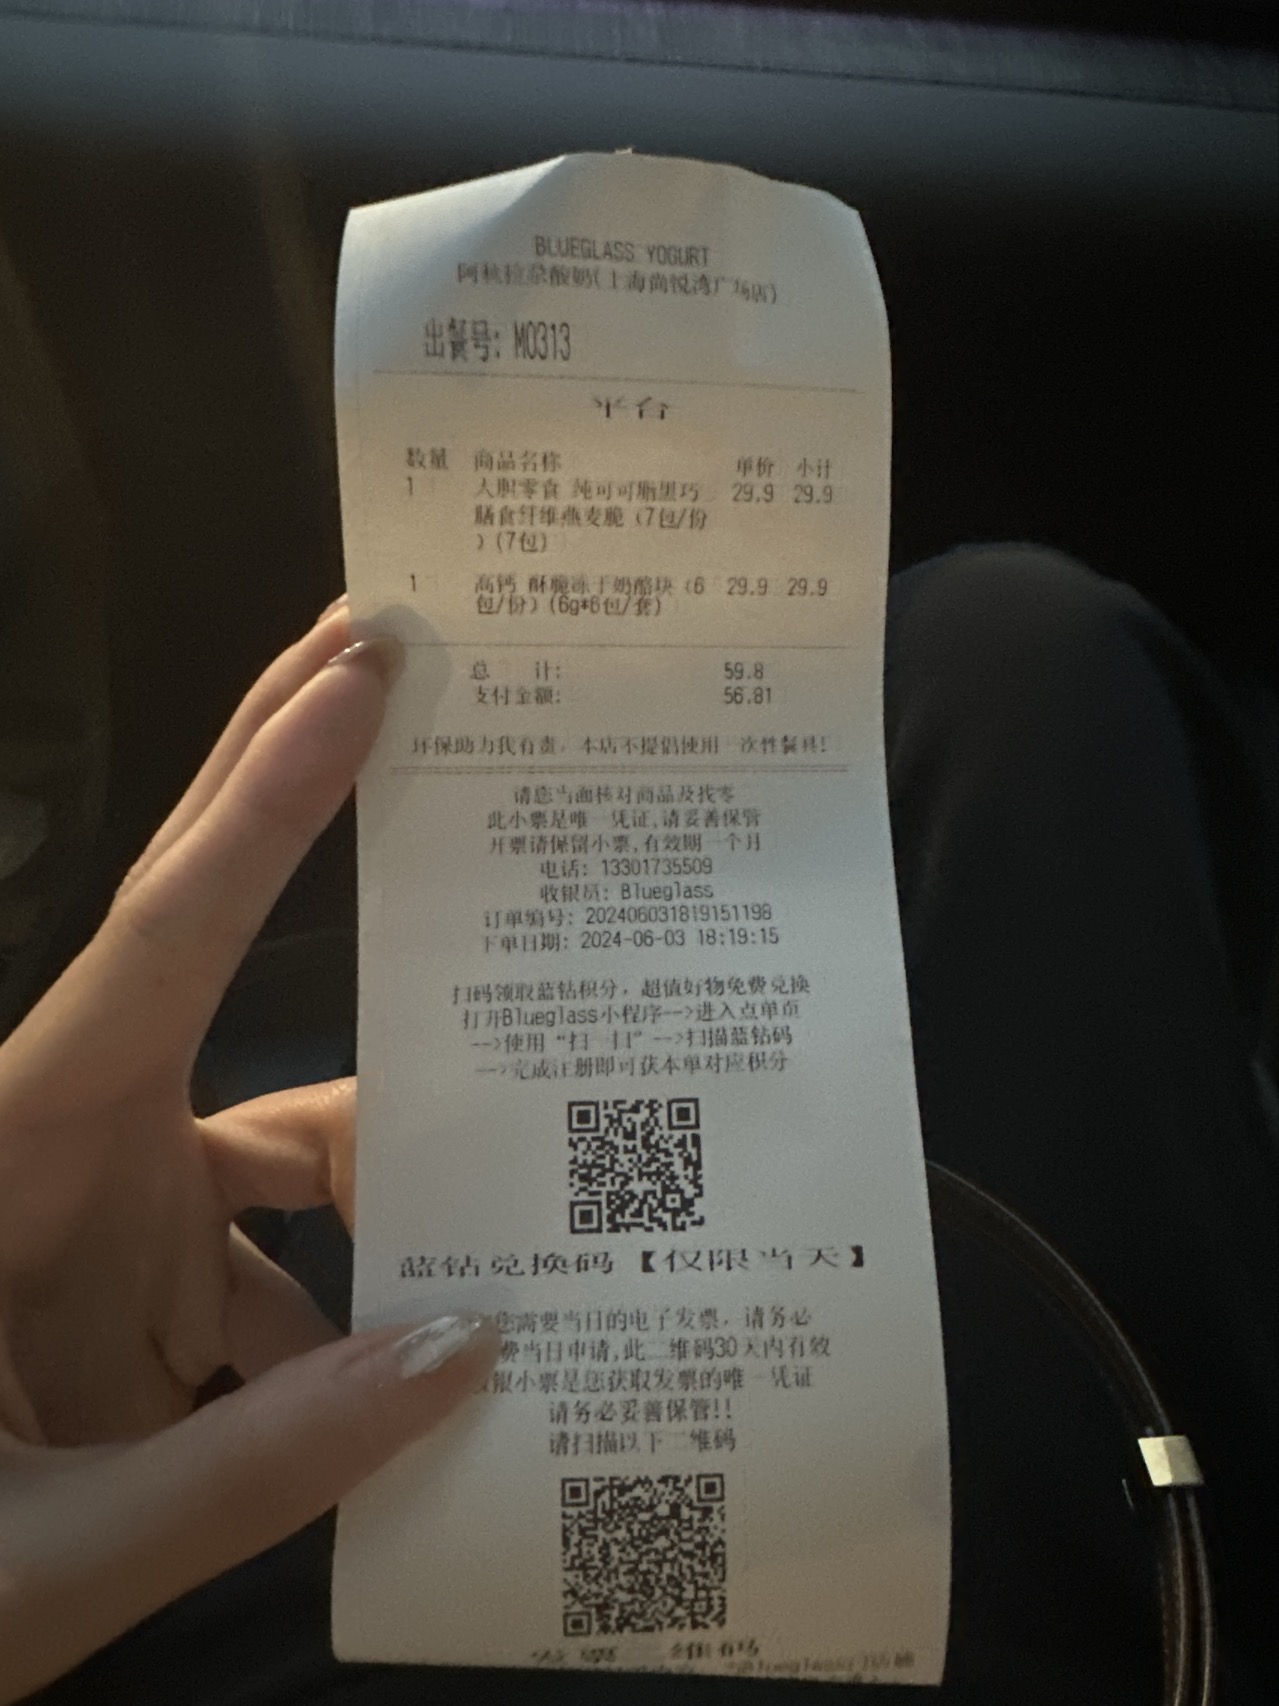 BLUEGLASS YOGURT
阿秋拉尕酸奶(上海尚悦湾广场店)
出餐号: M0313
水台
数量 商品名称 单价 小计
1 大胆零食 纯可可脂黑巧 29.9 29.9
膳食纤维燕麦脆（7包/份
）(7包)
1 高钙 酥脆冻干奶酪块（6 29.9 29.9
包/份）(6g*6包/套)
总 计: 59.8
支付金额: 56.81
环保助力我有责，本店不提倡使用一次性餐具!
请您当面核对商品及找零
此小票是唯一凭证,请妥善保管
开票请保留小票,有效期一个月
电话: 13301735509
收银员: Blueglass
订单编号: 202406031819151198
下单日期: 2024-06-03 18:19:15
扫码领取蓝钻积分，超值好物免费兑换
打开Blueglass小程序-->进入点单页
-->使用“扫一扫”-->扫描蓝钻码
-->完成注册即可获本单对应积分
蓝钻兑换码【仅限当天】
您需要当日的电子发票，请务必
费当日申请,此二维码30天内有效
银小票是您获取发票的唯一凭证
请务必妥善保管!!
请扫描以下二维码
发票二维码